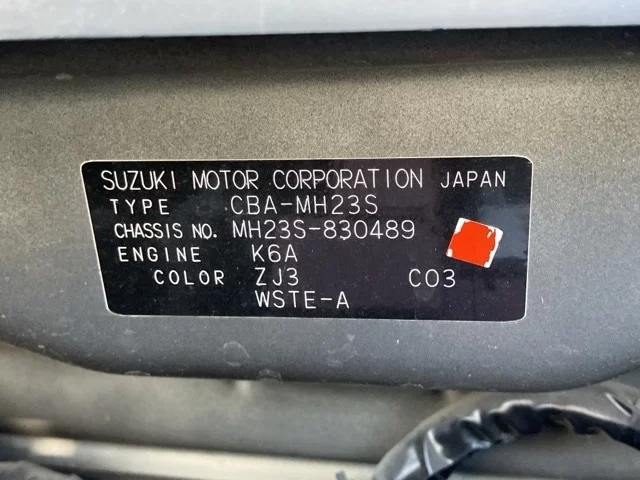 SUZUKI MOTOR CORPORATION JAPAN
TYPE CBA-MH23S
CHASSIS NO. MH23S-830489
ENGINE K6A
COLOR ZJ3 C03
WSTE-A